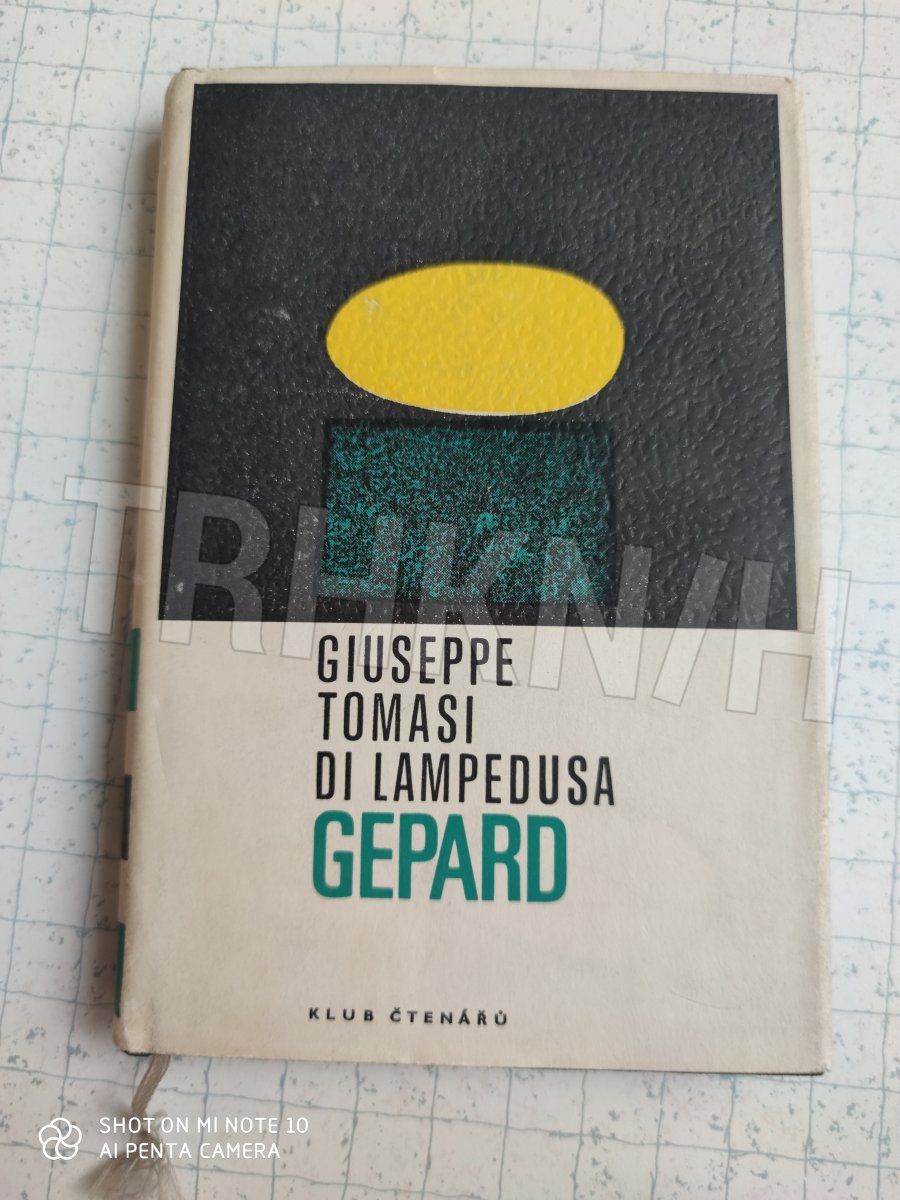 TRHKNIH
GIUSEPPE
TOMASI
DI LAMPEDUSA
GEPARD
KLUB ČTENÁŘŮ
SHOT ON MI NOTE 10
AI PENTA CAMERA